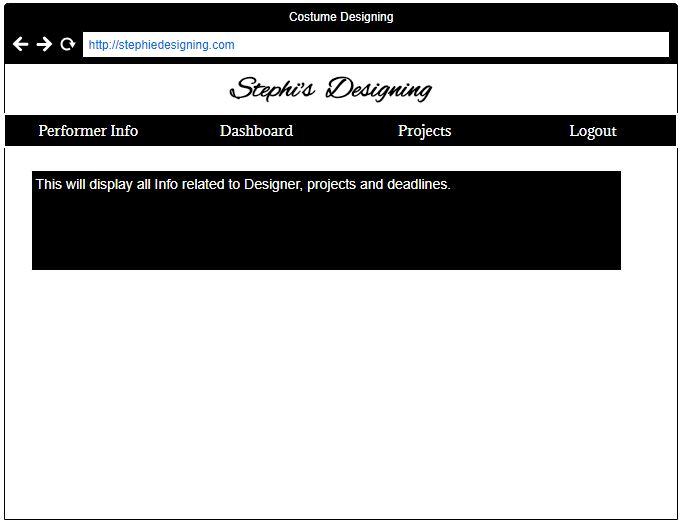 Costume Designing
http://stephiedesigning.com
Stephi's Designing
Performer Info Dashboard Projects Logout
This will display all Info related to Designer, projects and deadlines.